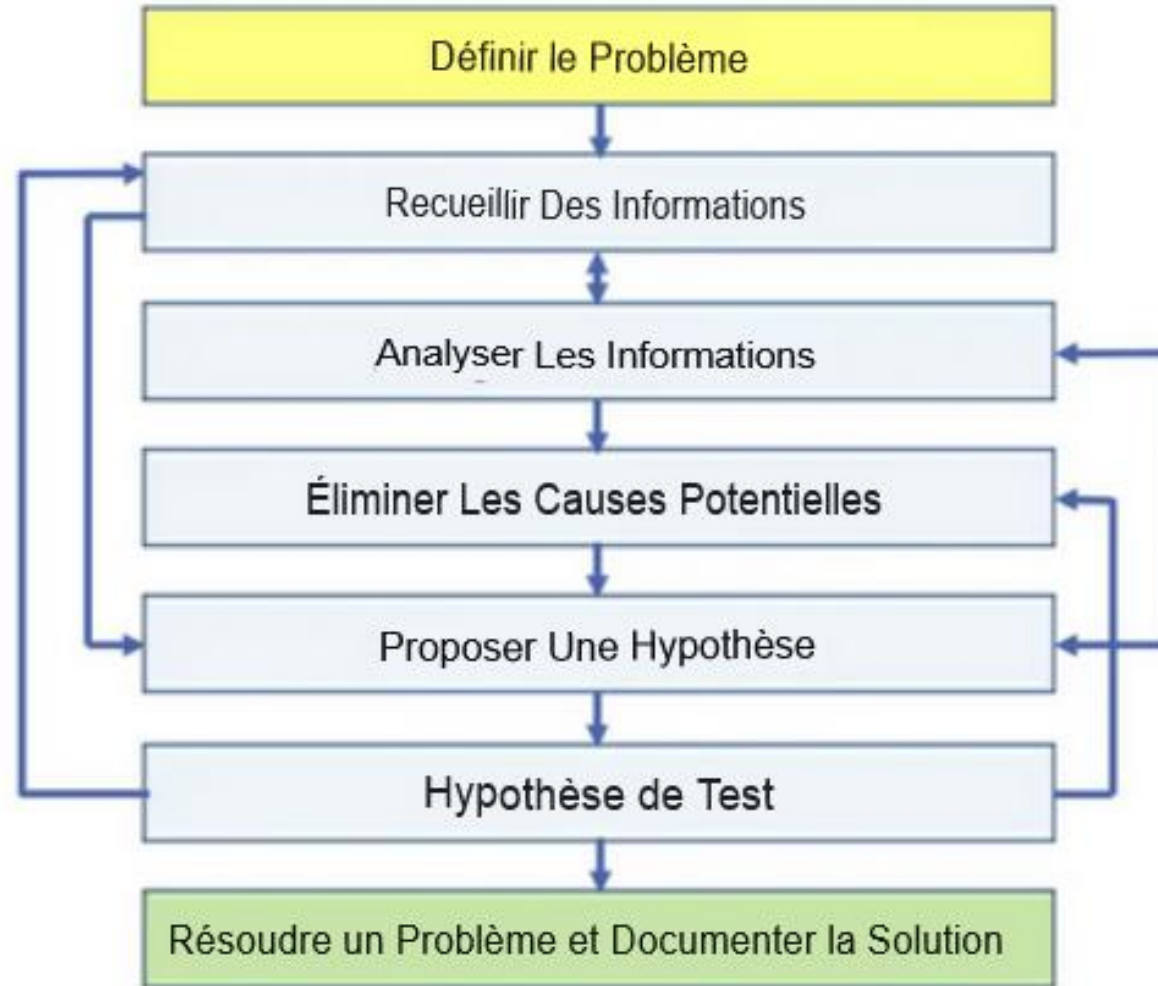 Définir le Problème
Recueillir Des Informations
Analyser Les Informations
Éliminer Les Causes Potentielles
Proposer Une Hypothèse
Hypothèse de Test
Résoudre un Problème et Documenter la Solution